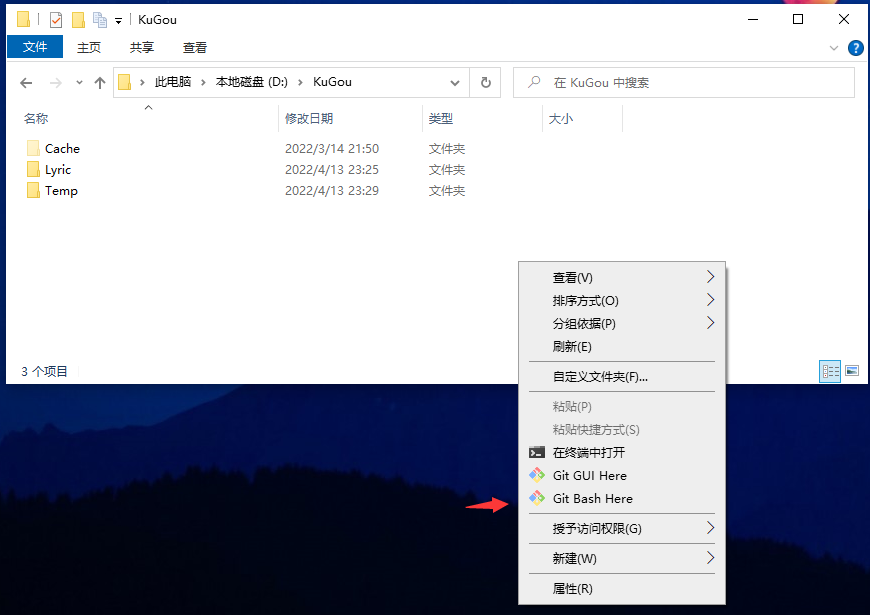 KuGou
文件 主页 共享 查看
此电脑 本地磁盘 (D:) KuGou 在 KuGou 中搜索
名称 修改日期 类型 大小
Cache 2022/3/14 21:50 文件夹
Lyric 2022/4/13 23:25 文件夹
Temp 2022/4/13 23:29 文件夹
查看(V)
排序方式(O)
分组依据(P)
刷新(E)
自定义文件夹(F)...
粘贴(P)
粘贴快捷方式(S)
在终端中打开
Git GUI Here
Git Bash Here
授予访问权限(G)
新建(W)
属性(R)
3 个项目